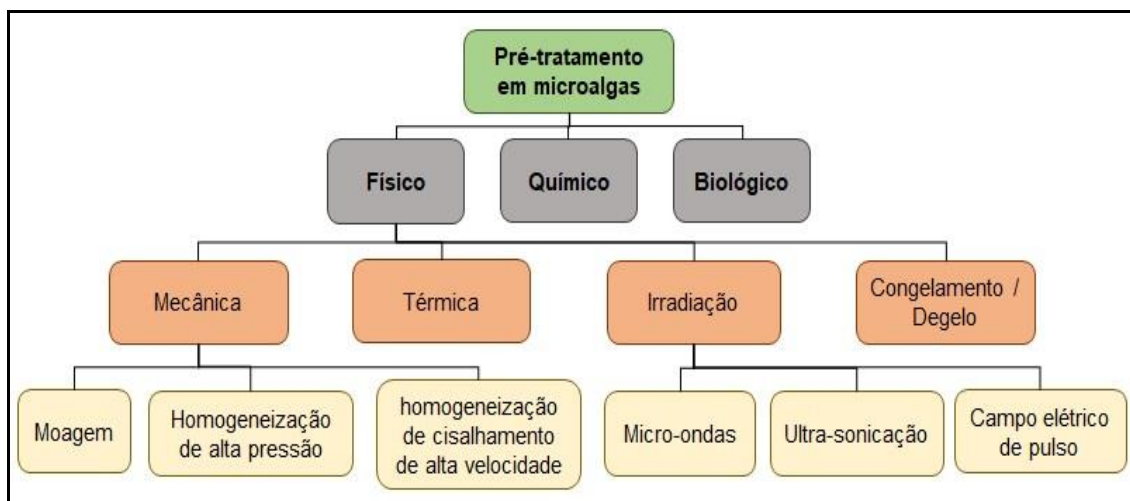 Pré-tratamento
em microalgas
Físico
Químico
Biológico
Mecânica
Térmica
Irradiação
Congelamento /
Degelo
Moagem
Homogeneização
de alta pressão
homogeneização
de cisalhamento
de alta velocidade
Micro-ondas
Ultra-sonicação
Campo elétrico
de pulso